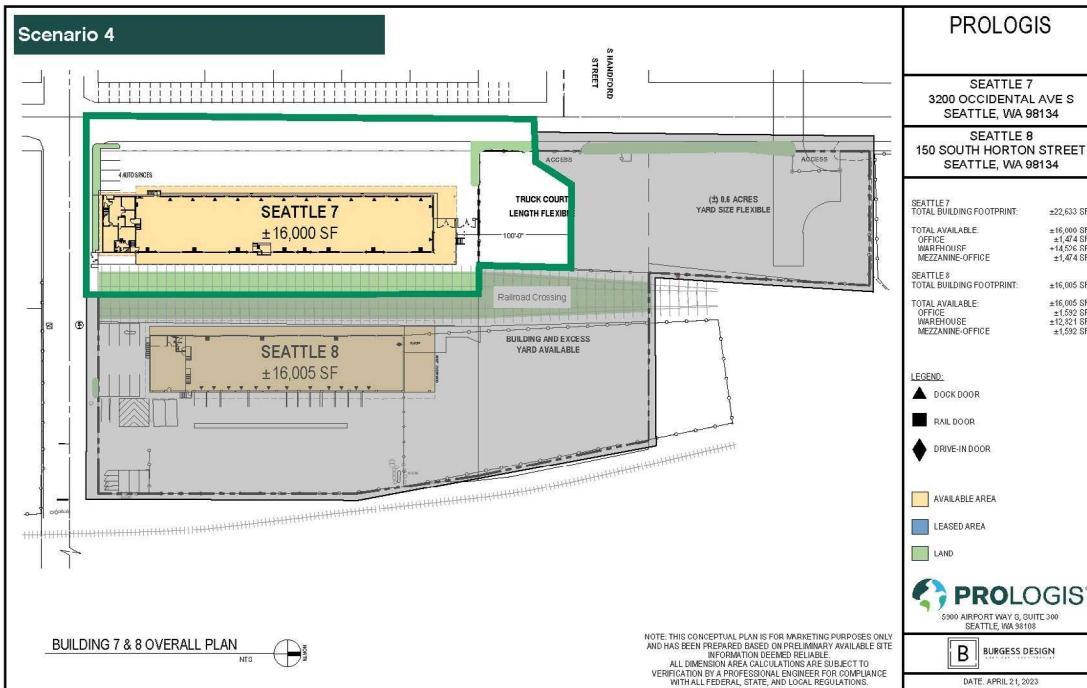 Scenario 4
S HANDFORD
STREET
4 AUTO SPACES
SEATTLE 7
±16,000 SF
TRUCK COURT
LENGTH FLEXIBLE
100'-0"
ACCESS
ACCESS
(±) 0.6 ACRES
YARD SIZE FLEXIBLE
Railroad Crossing
BUILDING AND EXCESS
YARD AVAILABLE
SEATTLE 8
±16,005 SF
BUILDING 7 & 8 OVERALL PLAN
NTS
NORTH
NOTE: THIS CONCEPTUAL PLAN IS FOR MARKETING PURPOSES ONLY
AND HAS BEEN PREPARED BASED ON PRELIMINARY AVAILABLE SITE
INFORMATION DEEMED RELIABLE.
ALL DIMENSION AREA CALCULATIONS ARE SUBJECT TO
VERIFICATION BY A PROFESSIONAL ENGINEER FOR COMPLIANCE
WITH ALL FEDERAL, STATE, AND LOCAL REGULATIONS.
PROLOGIS
SEATTLE 7
3200 OCCIDENTAL AVE S
SEATTLE, WA 98134
SEATTLE 8
150 SOUTH HORTON STREET
SEATTLE, WA 98134
SEATTLE 7
TOTAL BUILDING FOOTPRINT: ±22,633 SF
TOTAL AVAILABLE: ±16,000 SF
OFFICE ±1,474 SF
WAREHOUSE ±14,526 SF
MEZZANINE-OFFICE ±1,474 SF
SEATTLE 8
TOTAL BUILDING FOOTPRINT: ±16,005 SF
TOTAL AVAILABLE: ±16,005 SF
OFFICE ±1,592 SF
WAREHOUSE ±12,821 SF
MEZZANINE-OFFICE ±1,592 SF
LEGEND:
DOCK DOOR
RAIL DOOR
DRIVE-IN DOOR
AVAILABLE AREA
LEASED AREA
LAND
PROLOGIS
5900 AIRPORT WAY S, SUITE 300
SEATTLE, WA 98108
B BURGESS DESIGN
DATE: APRIL 21, 2023